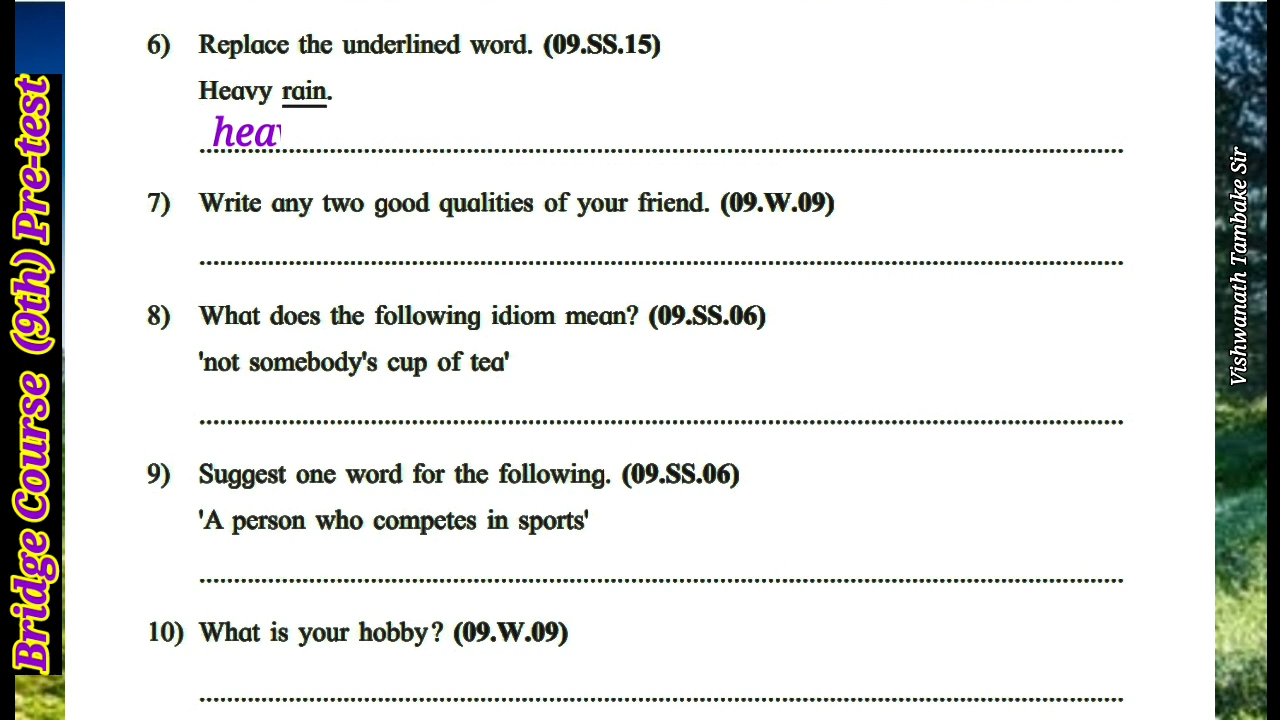 Bridge Course (9th) Pre-test
6) Replace the underlined word. (09.SS.15)
Heavy rain.
hea
7) Write any two good qualities of your friend. (09.W.09)
8) What does the following idiom mean? (09.SS.06)
'not somebody's cup of tea'
9) Suggest one word for the following. (09.SS.06)
'A person who competes in sports'
10) What is your hobby? (09.W.09)
Vishwanath Tambake Sir